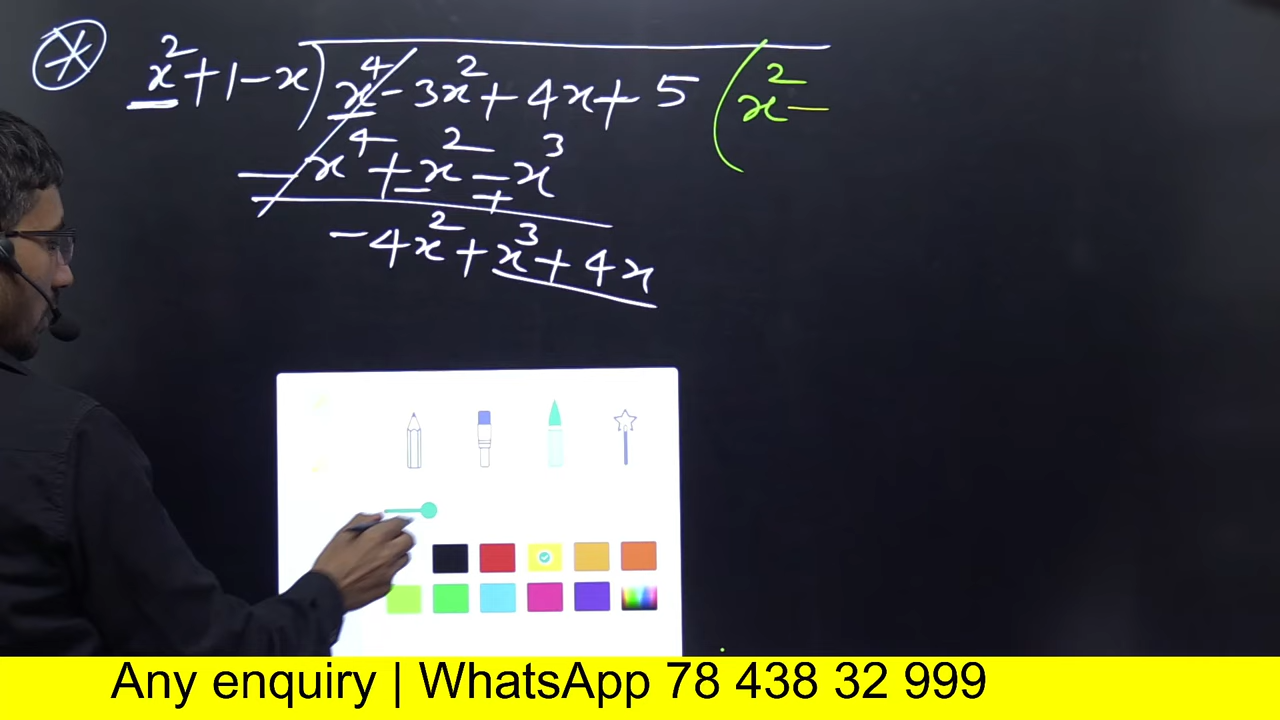 * x²+1-x)x⁴-3x²+4x+5(x²-
-x⁴+x²-x³
- +
-4x²+x³+4x
Any enquiry | WhatsApp 78 438 32 999